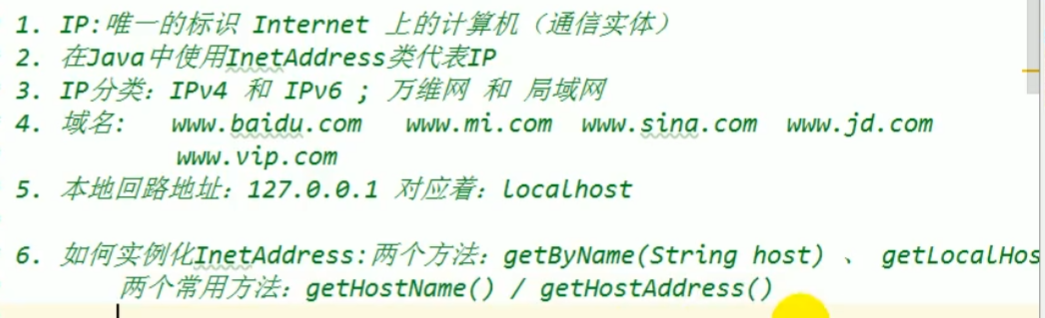 1. IP:唯一的标识 Internet 上的计算机（通信实体）
2. 在Java中使用InetAddress类代表IP
3. IP分类：IPv4 和 IPv6 ; 万维网 和 局域网
4. 域名: www.baidu.com www.mi.com www.sina.com www.jd.com
www.vip.com
5. 本地回路地址：127.0.0.1 对应着：localhost
6. 如何实例化InetAddress:两个方法：getByName(String host) 、 getLocalHos
两个常用方法：getHostName() / getHostAddress()